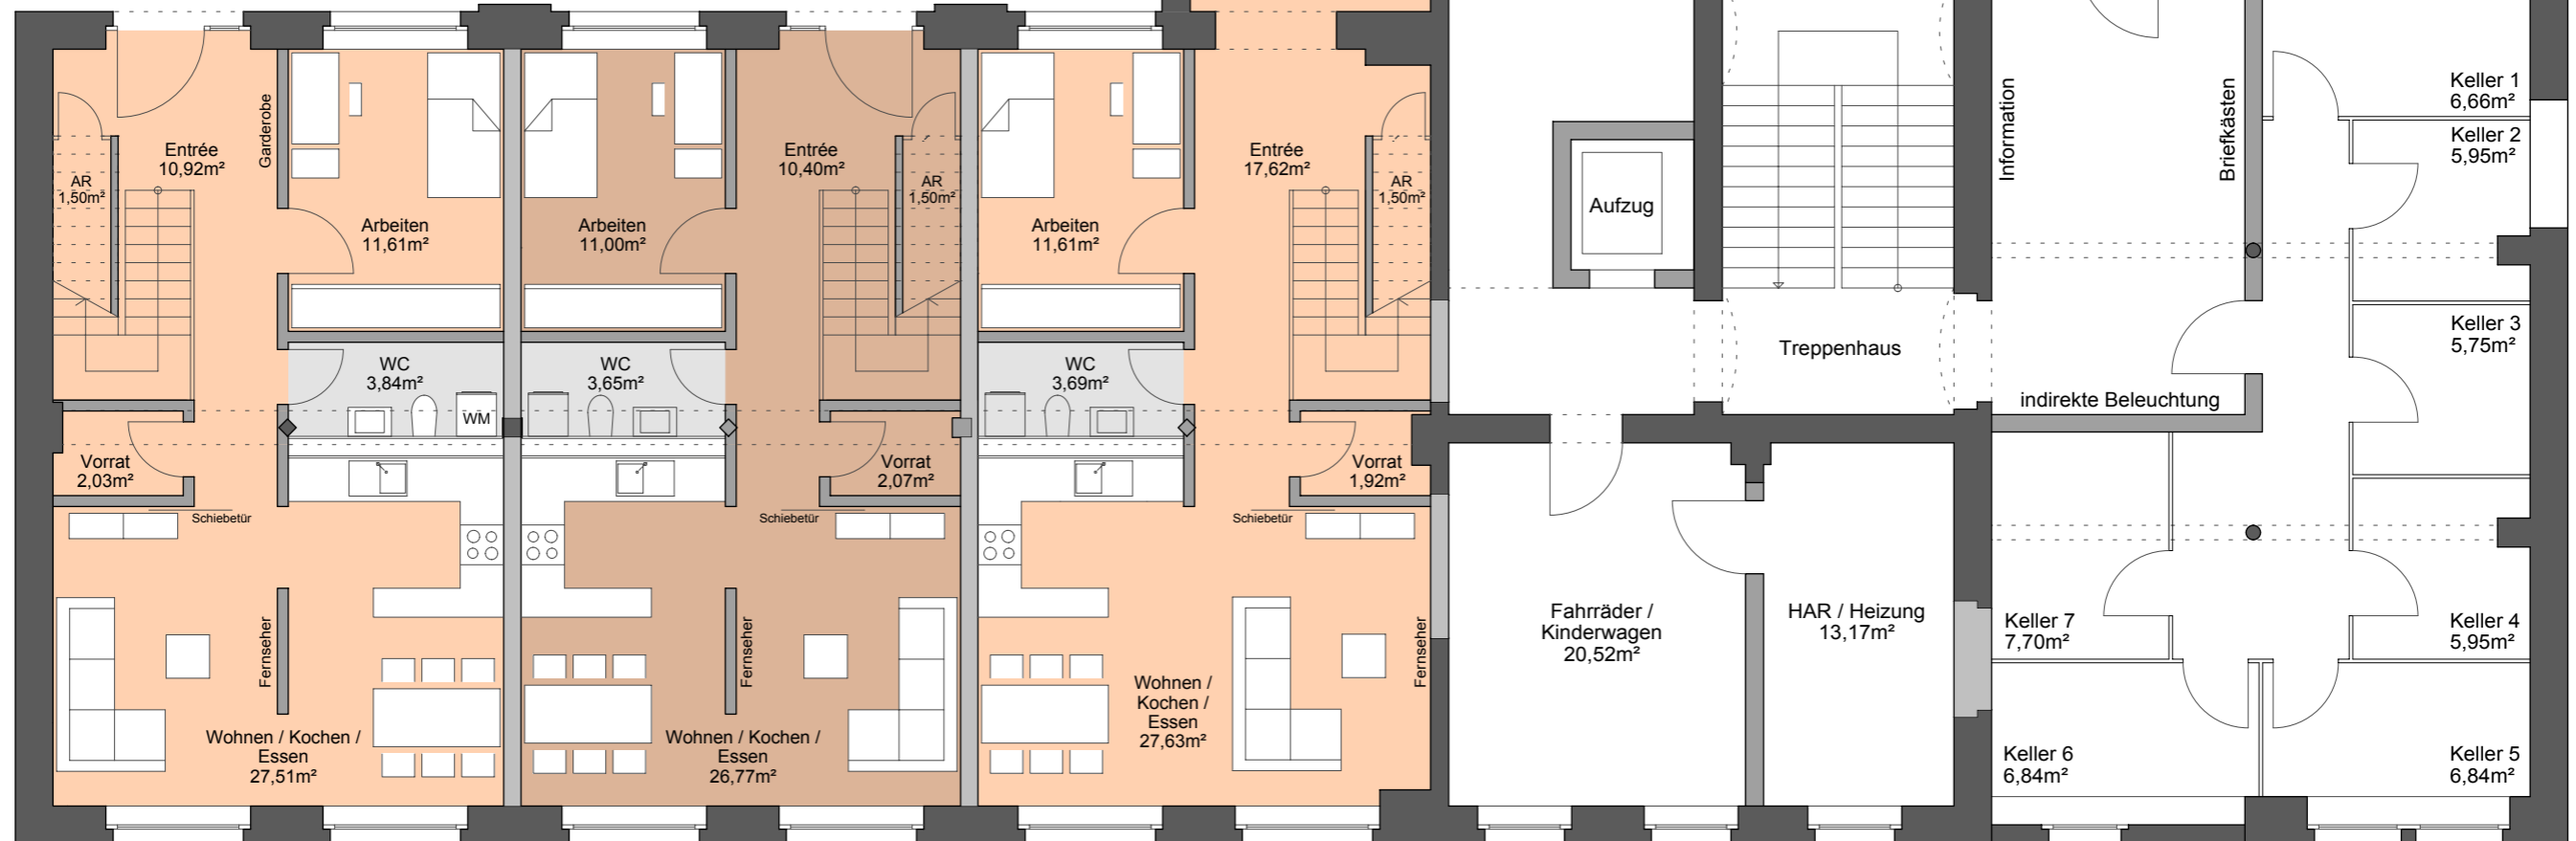 Entrée
10,92m²
Garderobe
AR
1,50m²
Arbeiten
11,61m²
WC
3,84m²
WM
Vorrat
2,03m²
Schiebetür
Fernseher
Wohnen / Kochen /
Essen
27,51m²
Arbeiten
11,00m²
Entrée
10,40m²
AR
1,50m²
WC
3,65m²
Vorrat
2,07m²
Schiebetür
Fernseher
Wohnen / Kochen /
Essen
26,77m²
Arbeiten
11,61m²
Entrée
17,62m²
AR
1,50m²
WC
3,69m²
Vorrat
1,92m²
Schiebetür
Fernseher
Wohnen /
Kochen /
Essen
27,63m²
Aufzug
Treppenhaus
Information
Briefkästen
indirekte Beleuchtung
Fahrräder /
Kinderwagen
20,52m²
HAR / Heizung
13,17m²
Keller 1
6,66m²
Keller 2
5,95m²
Keller 3
5,75m²
Keller 4
5,95m²
Keller 7
7,70m²
Keller 6
6,84m²
Keller 5
6,84m²